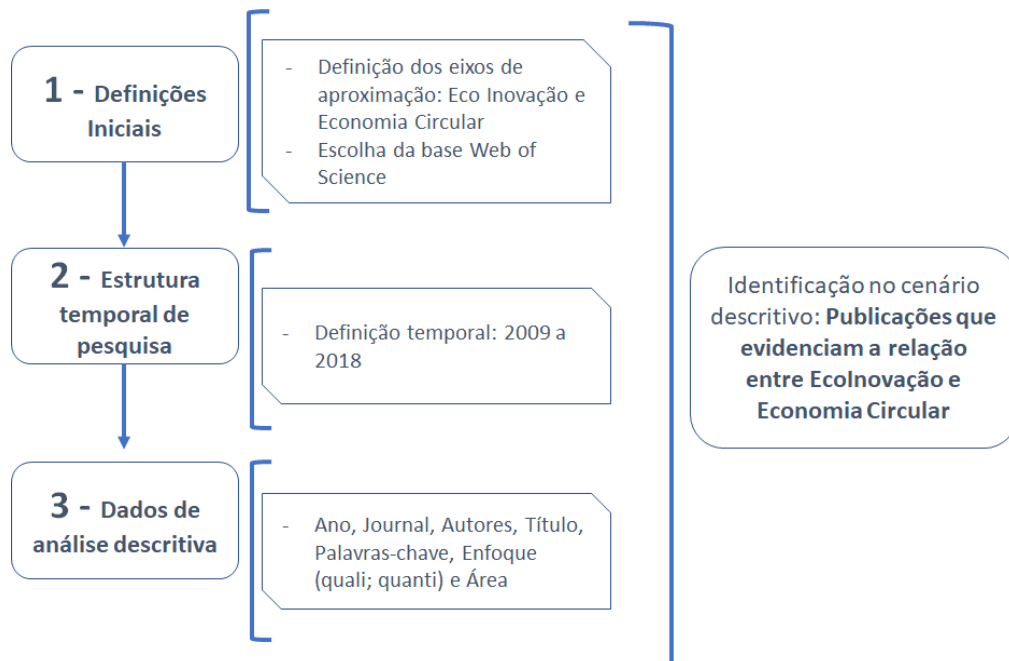 1 - Definições
Iniciais
- Definição dos eixos de
aproximação: Eco Inovação e
Economia Circular
- Escolha da base Web of
Science
2 - Estrutura
temporal de
pesquisa
- Definição temporal: 2009 a
2018
3 - Dados de
análise descritiva
- Ano, Journal, Autores, Título,
Palavras-chave, Enfoque
(quali; quanti) e Área
Identificação no cenário
descritivo: Publicações que
evidenciam a relação
entre EcoInovação e
Economia Circular